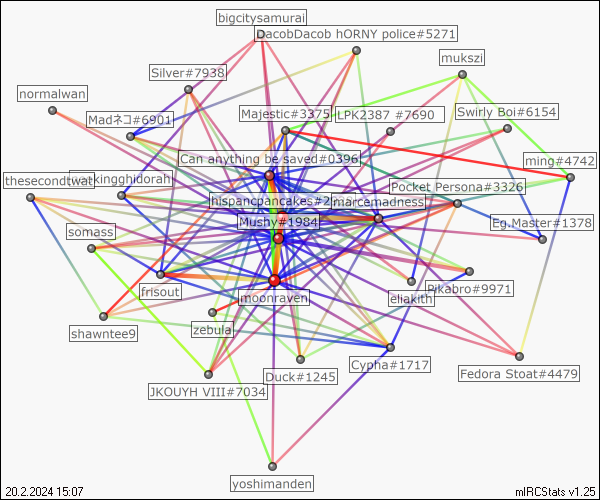 bigcitysamurai
DacobDacob hORNY police#5271
mukszi
Silver#7938
normalwan
Majestic#3375
LPK2387 #7690
Swirly Boi#6154
Madネコ#6901
Can anything be saved#0396
ming#4742
thesecondtwat
kingghidorah
Pocket Persona#3326
hispancpancakes#2
marcemadness
Mushy#1984
Eg.Master#1378
somass
frisout
moonraven
eliakith
Pikabro#9971
shawntee9
zebula
Cypha#1717
Duck#1245
Fedora Stoat#4479
JKOUYH VIII#7034
yoshimanden
20.2.2024 15:07
mIRCStats v1.25